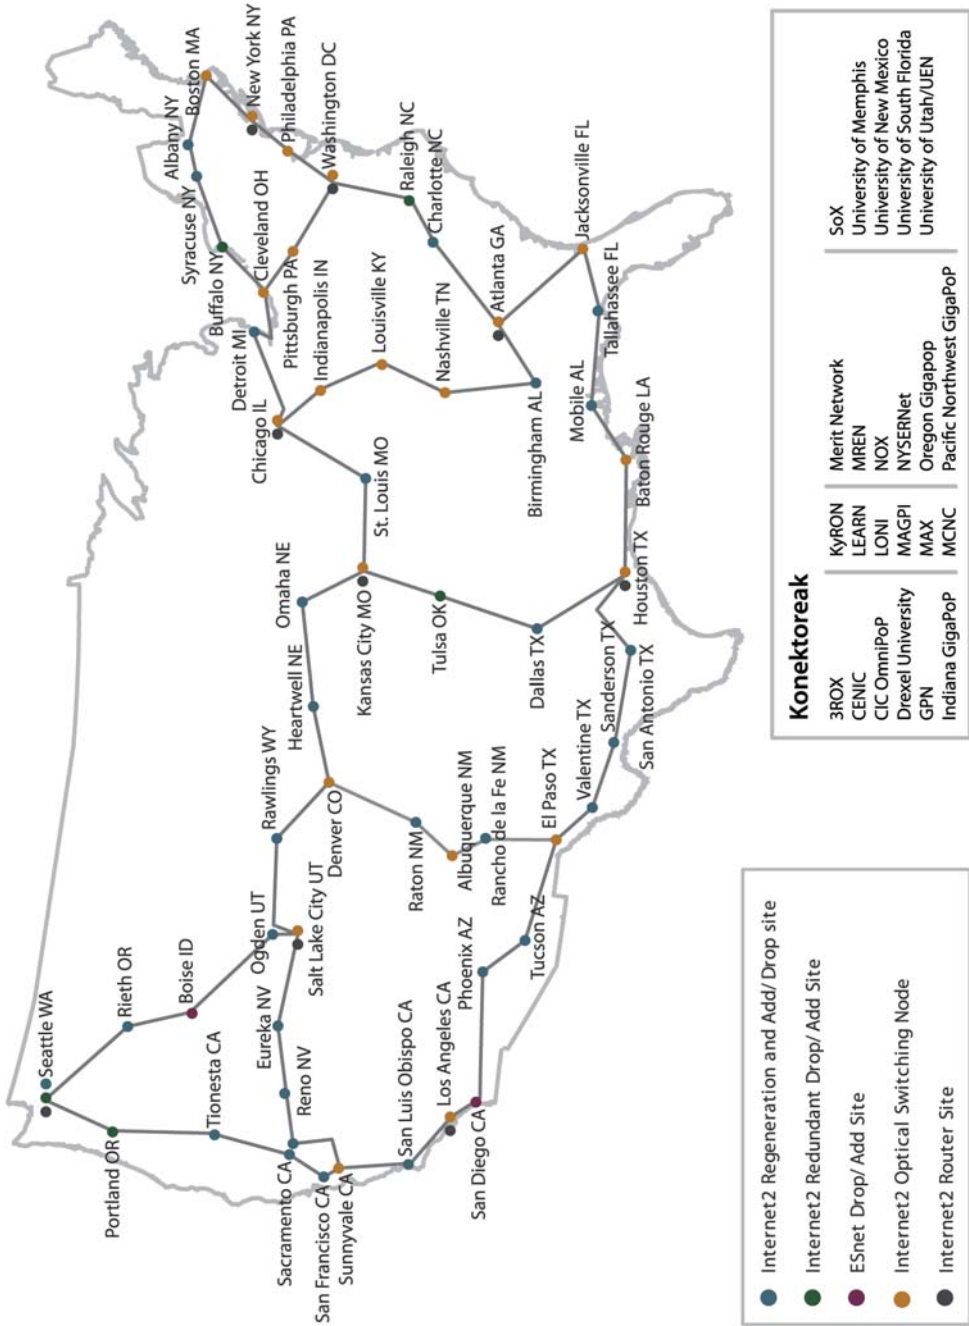 Seattle WA
Portland OR
Rieth OR
Boise ID
Tionesta CA
Ogden UT
Salt Lake City UT
Eureka NV
Reno NV
Sacramento CA
San Francisco CA
Sunnyvale CA
San Luis Obispo CA
Los Angeles CA
San Diego CA
Phoenix AZ
Tucson AZ
Rawlings WY
Denver CO
Raton NM
Albuquerque NM
Rancho de la Fe NM
El Paso TX
Valentine TX
Sanderson TX
San Antonio TX
Heartwell NE
Omaha NE
Kansas City MO
Tulsa OK
Dallas TX
Houston TX
St. Louis MO
Chicago IL
Detroit MI
Indianapolis IN
Louisville KY
Nashville TN
Birmingham AL
Mobile AL
Baton Rouge LA
Buffalo NY
Cleveland OH
Pittsburgh PA
Syracuse NY
Albany NY
Boston MA
New York NY
Philadelphia PA
Washington DC
Raleigh NC
Charlotte NC
Atlanta GA
Jacksonville FL
Tallahassee FL
Internet2 Regeneration and Add/ Drop site
Internet2 Redundant Drop/ Add Site
ESnet Drop/ Add Site
Internet2 Optical Switching Node
Internet2 Router Site
Konektoreak
3ROX
CENIC
CIC OmniPoP
Drexel University
GPN
Indiana GigaPoP
KyRON
LEARN
LONI
MAGPI
MAX
MCNC
Merit Network
MREN
NOX
NYSERNet
Oregon Gigapop
Pacific Northwest GigaPoP
SoX
University of Memphis
University of New Mexico
University of South Florida
University of Utah/UEN